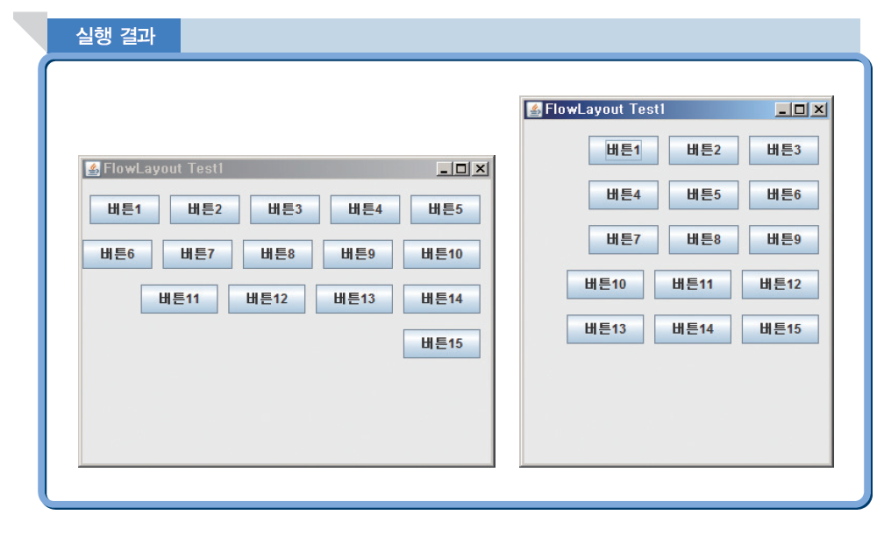 실행 결과
FlowLayout Test1
버튼1 버튼2 버튼3 버튼4 버튼5
버튼6 버튼7 버튼8 버튼9 버튼10
버튼11 버튼12 버튼13 버튼14
버튼15
FlowLayout Test1
버튼1 버튼2 버튼3
버튼4 버튼5 버튼6
버튼7 버튼8 버튼9
버튼10 버튼11 버튼12
버튼13 버튼14 버튼15